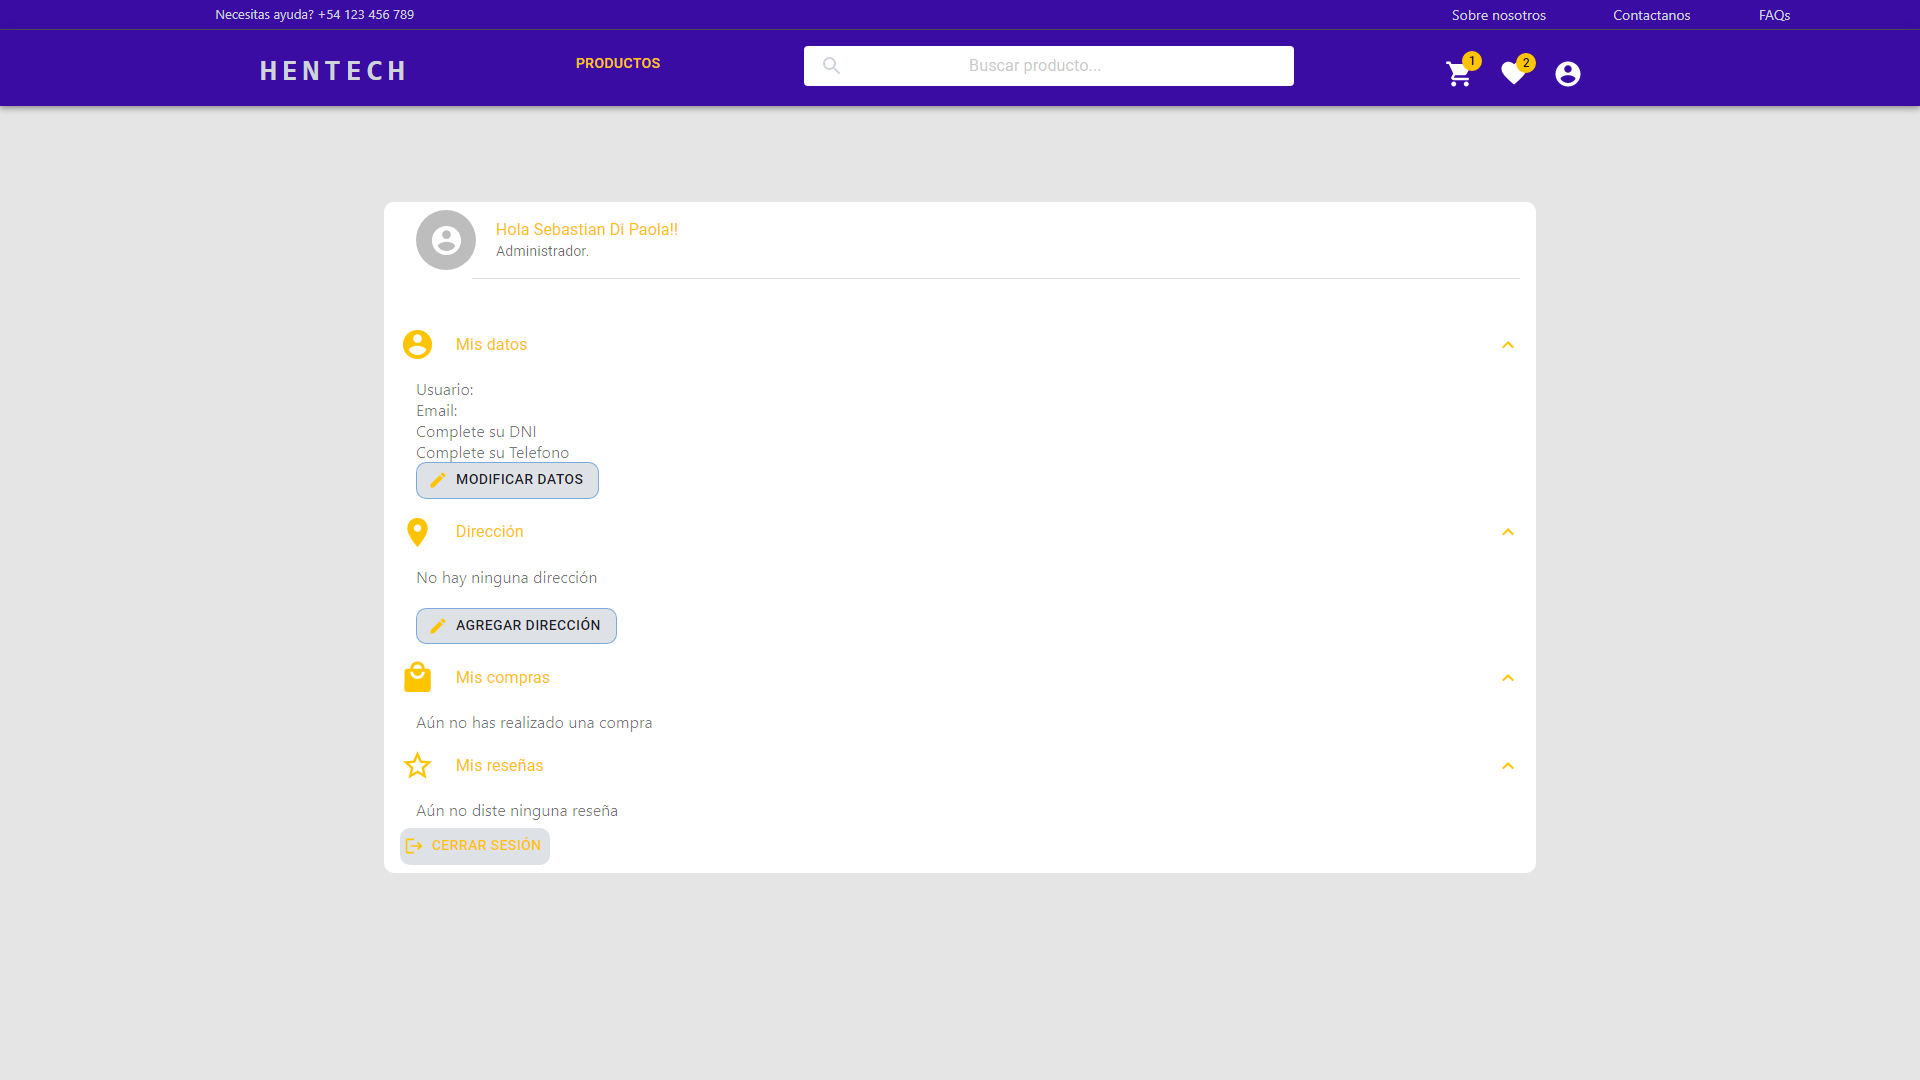 Necesitas ayuda? +54 123 456 789
Sobre nosotros
Contactanos
FAQs
HENTECH
PRODUCTOS
Buscar producto...
1
2
Hola Sebastian Di Paola!!
Administrador.
Mis datos
Usuario:
Email:
Complete su DNI
Complete su Telefono
MODIFICAR DATOS
Dirección
No hay ninguna dirección
AGREGAR DIRECCIÓN
Mis compras
Aún no has realizado una compra
Mis reseñas
Aún no diste ninguna reseña
CERRAR SESIÓN